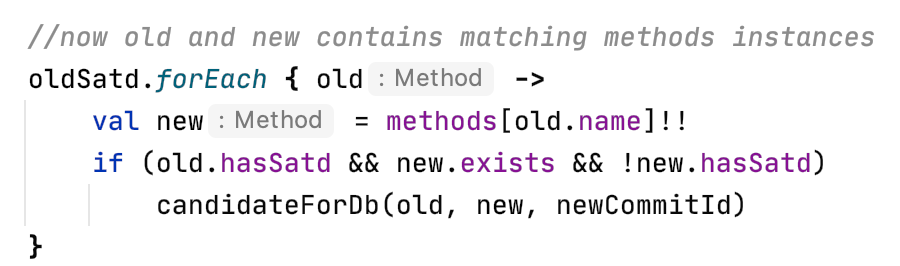 //now old and new contains matching methods instances
oldSatd.forEach { old : Method ->
val new : Method = methods[old.name]!!
if (old.hasSatd && new.exists && !new.hasSatd)
candidateForDb(old, new, newCommitId)
}